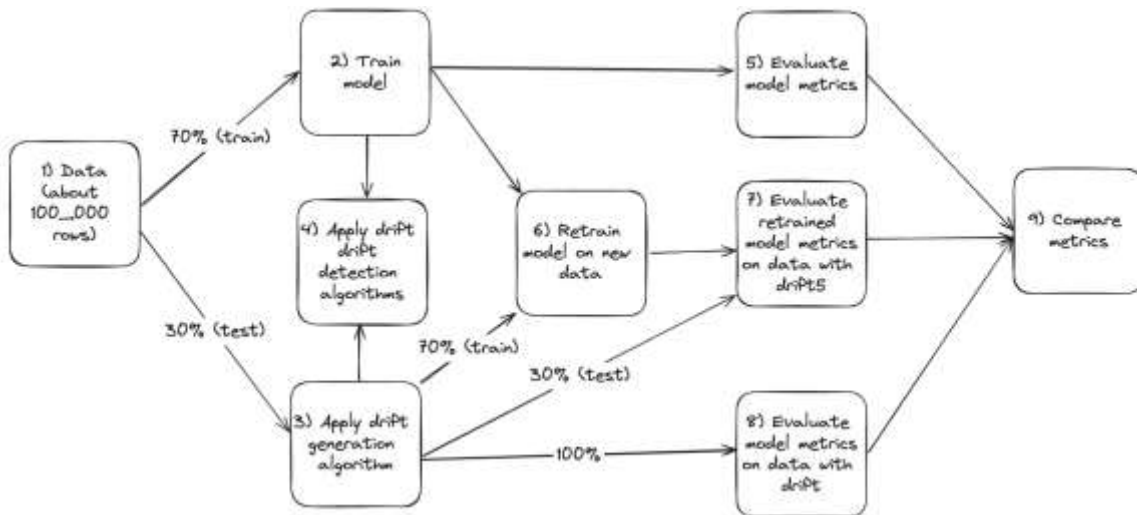 1) Data
(about
100_000
rows)
70% (train)
30% (test)
2) Train
model
3) Apply drift
generation
algorithm
4) Apply drift
drift
detection
algorithms
5) Evaluate
model metrics
70% (train)
6) Retrain
model on new
data
30% (test)
7) Evaluate
retrained
model metrics
on data with
drift5
100%
8) Evaluate
model metrics
on data with
drift
9) Compare
metrics